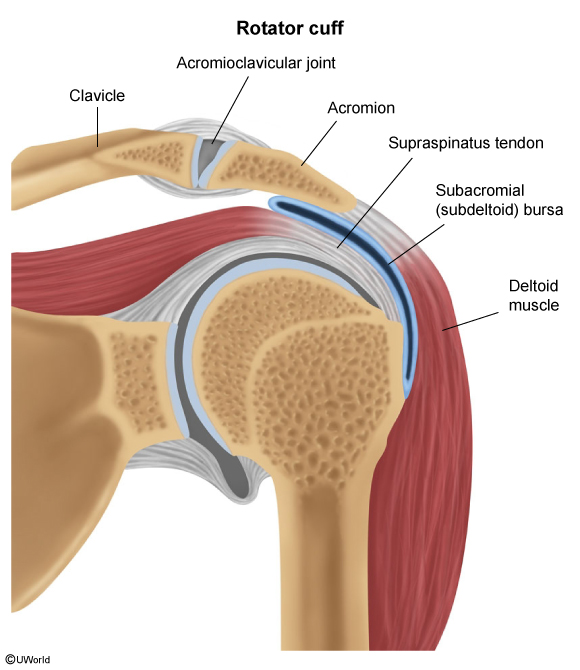 Rotator cuff
Acromioclavicular joint
Clavicle
Acromion
Supraspinatus tendon
Subacromial
(subdeltoid) bursa
Deltoid
muscle
©UWorld